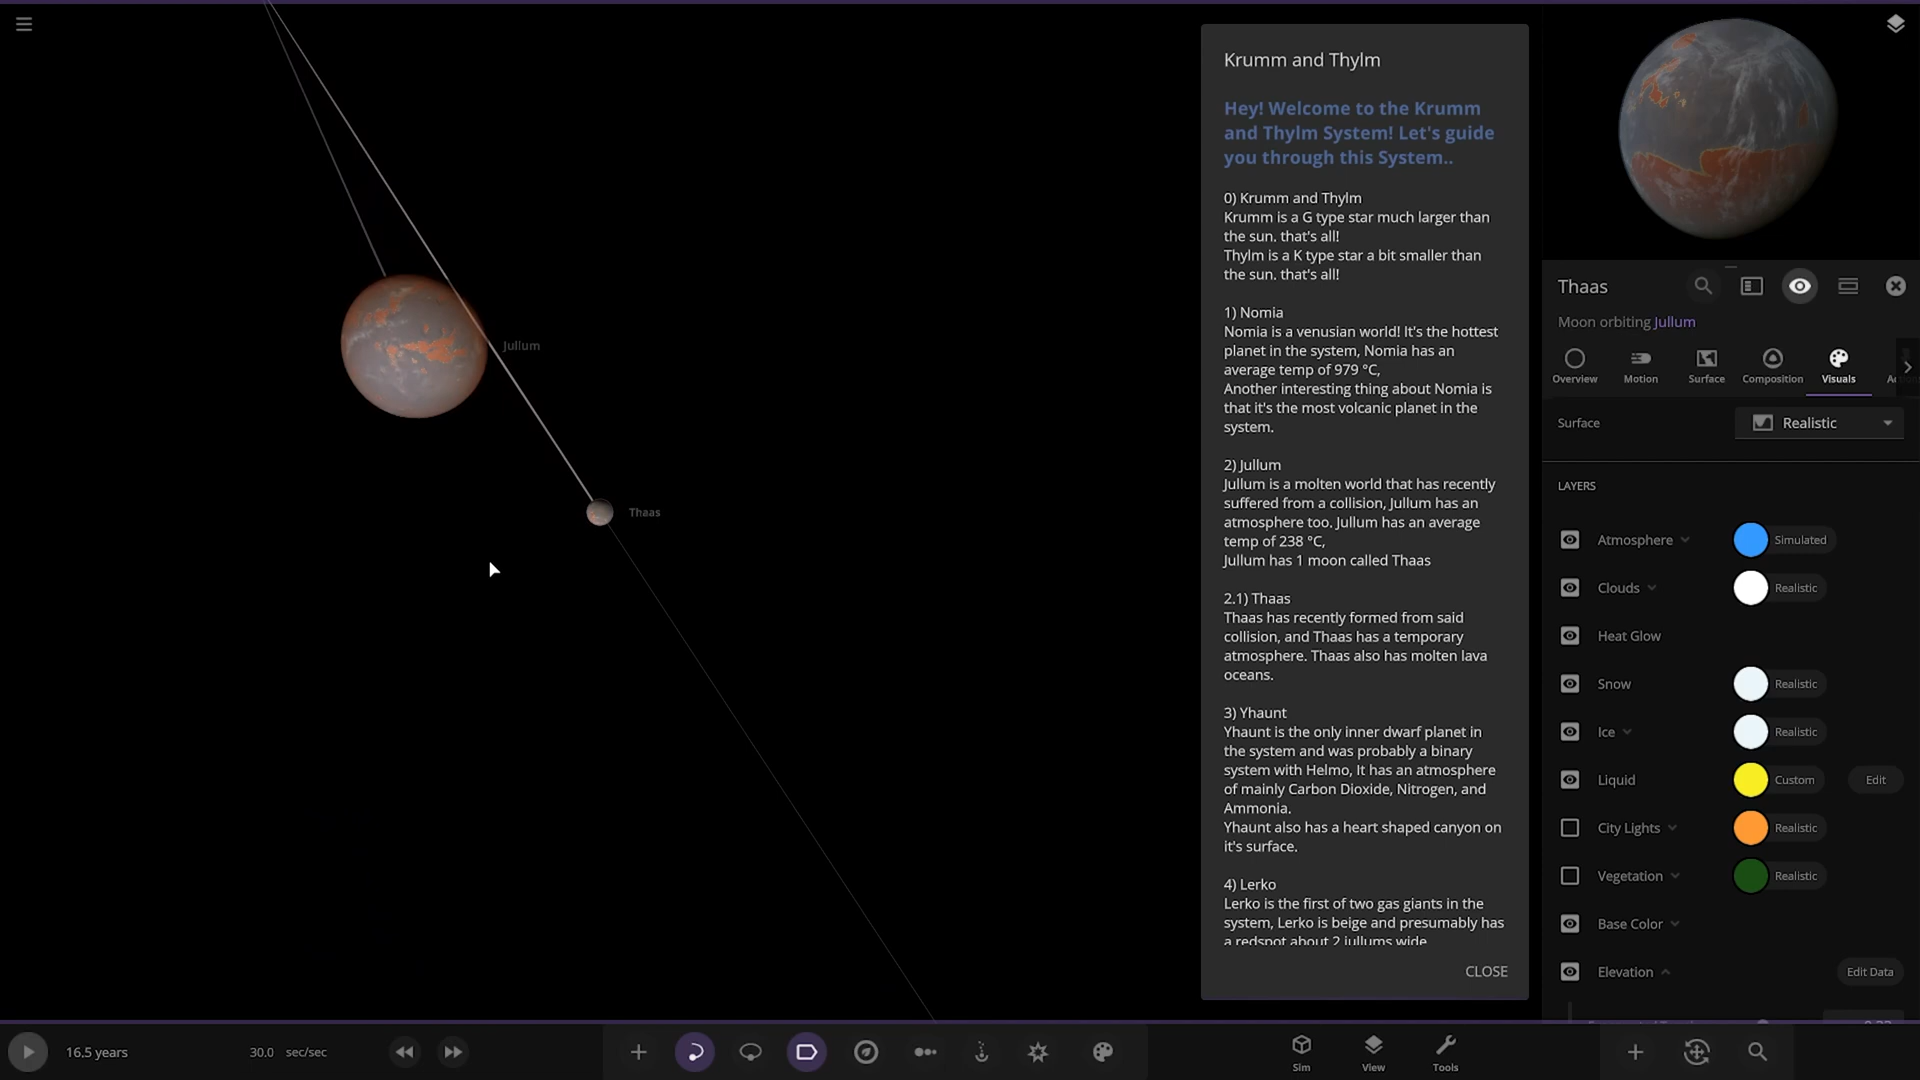 Jullum
Thaas
Krumm and Thylm
Hey! Welcome to the Krumm
and Thylm System! Let's guide
you through this System..
0) Krumm and Thylm
Krumm is a G type star much larger than
the sun. that's all!
Thylm is a K type star a bit smaller than
the sun. that's all!
1) Nomia
Nomia is a venusian world! It's the hottest
planet in the system, Nomia has an
average temp of 979 °C,
Another interesting thing about Nomia is
that it's the most volcanic planet in the
system.
2) Jullum
Jullum is a molten world that has recently
suffered from a collision, Jullum has an
atmosphere too. Jullum has an average
temp of 238 °C,
Jullum has 1 moon called Thaas
2.1) Thaas
Thaas has recently formed from said
collision, and Thaas has a temporary
atmosphere. Thaas also has molten lava
oceans.
3) Yhaunt
Yhaunt is the only inner dwarf planet in
the system and was probably a binary
system with Helmo, It has an atmosphere
of mainly Carbon Dioxide, Nitrogen, and
Ammonia.
Yhaunt also has a heart shaped canyon on
it's surface.
4) Lerko
Lerko is the first of two gas giants in the
system, Lerko is beige and presumably has
a redspot about 2 jullums wide
CLOSE
Thaas
Moon orbiting Jullum
Overview Motion Surface Composition Visuals
Surface Realistic
LAYERS
Atmosphere Simulated
Clouds Realistic
Heat Glow
Snow Realistic
Ice Realistic
Liquid Custom Edit
City Lights Realistic
Vegetation Realistic
Base Color
Elevation Edit Data
16.5 years 30.0 sec/sec
Sim View Tools